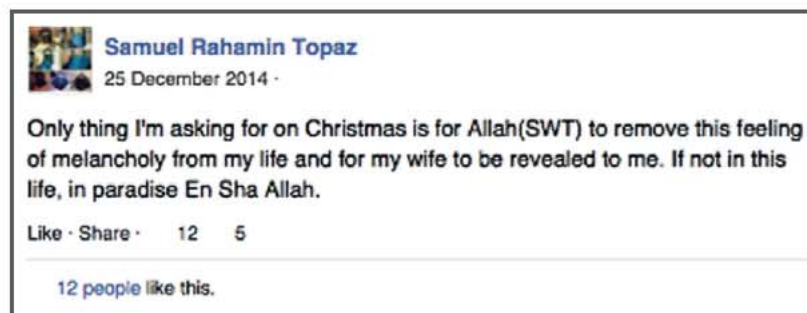 Samuel Rahamin Topaz
25 December 2014 ·
Only thing I'm asking for on Christmas is for Allah(SWT) to remove this feeling
of melancholy from my life and for my wife to be revealed to me. If not in this
life, in paradise En Sha Allah.
Like · Share · 12 5
12 people like this.